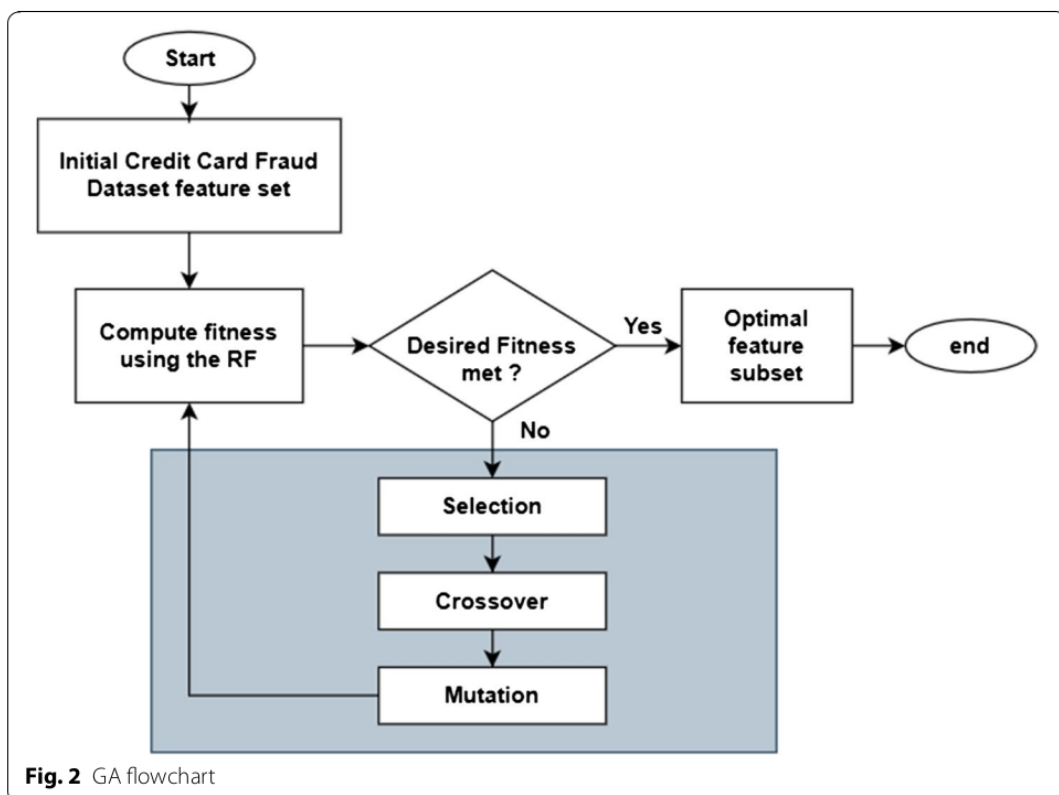 Start
Initial Credit Card Fraud
Dataset feature set
Compute fitness
using the RF
Desired Fitness
met ?
Yes
Optimal
feature
subset
end
No
Selection
Crossover
Mutation
Fig. 2 GA flowchart